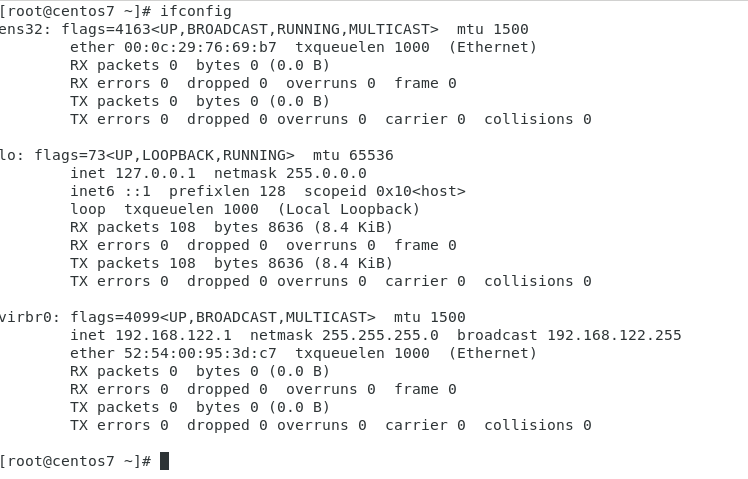 [root@centos7 ~]# ifconfig
ens32: flags=4163<UP,BROADCAST,RUNNING,MULTICAST>  mtu 1500
        ether 00:0c:29:76:69:b7  txqueuelen 1000  (Ethernet)
        RX packets 0  bytes 0 (0.0 B)
        RX errors 0  dropped 0  overruns 0  frame 0
        TX packets 0  bytes 0 (0.0 B)
        TX errors 0  dropped 0 overruns 0  carrier 0  collisions 0

lo: flags=73<UP,LOOPBACK,RUNNING>  mtu 65536
        inet 127.0.0.1  netmask 255.0.0.0
        inet6 ::1  prefixlen 128  scopeid 0x10<host>
        loop  txqueuelen 1000  (Local Loopback)
        RX packets 108  bytes 8636 (8.4 KiB)
        RX errors 0  dropped 0  overruns 0  frame 0
        TX packets 108  bytes 8636 (8.4 KiB)
        TX errors 0  dropped 0 overruns 0  carrier 0  collisions 0

virbr0: flags=4099<UP,BROADCAST,MULTICAST>  mtu 1500
        inet 192.168.122.1  netmask 255.255.255.0  broadcast 192.168.122.255
        ether 52:54:00:95:3d:c7  txqueuelen 1000  (Ethernet)
        RX packets 0  bytes 0 (0.0 B)
        RX errors 0  dropped 0  overruns 0  frame 0
        TX packets 0  bytes 0 (0.0 B)
        TX errors 0  dropped 0 overruns 0  carrier 0  collisions 0

[root@centos7 ~]#